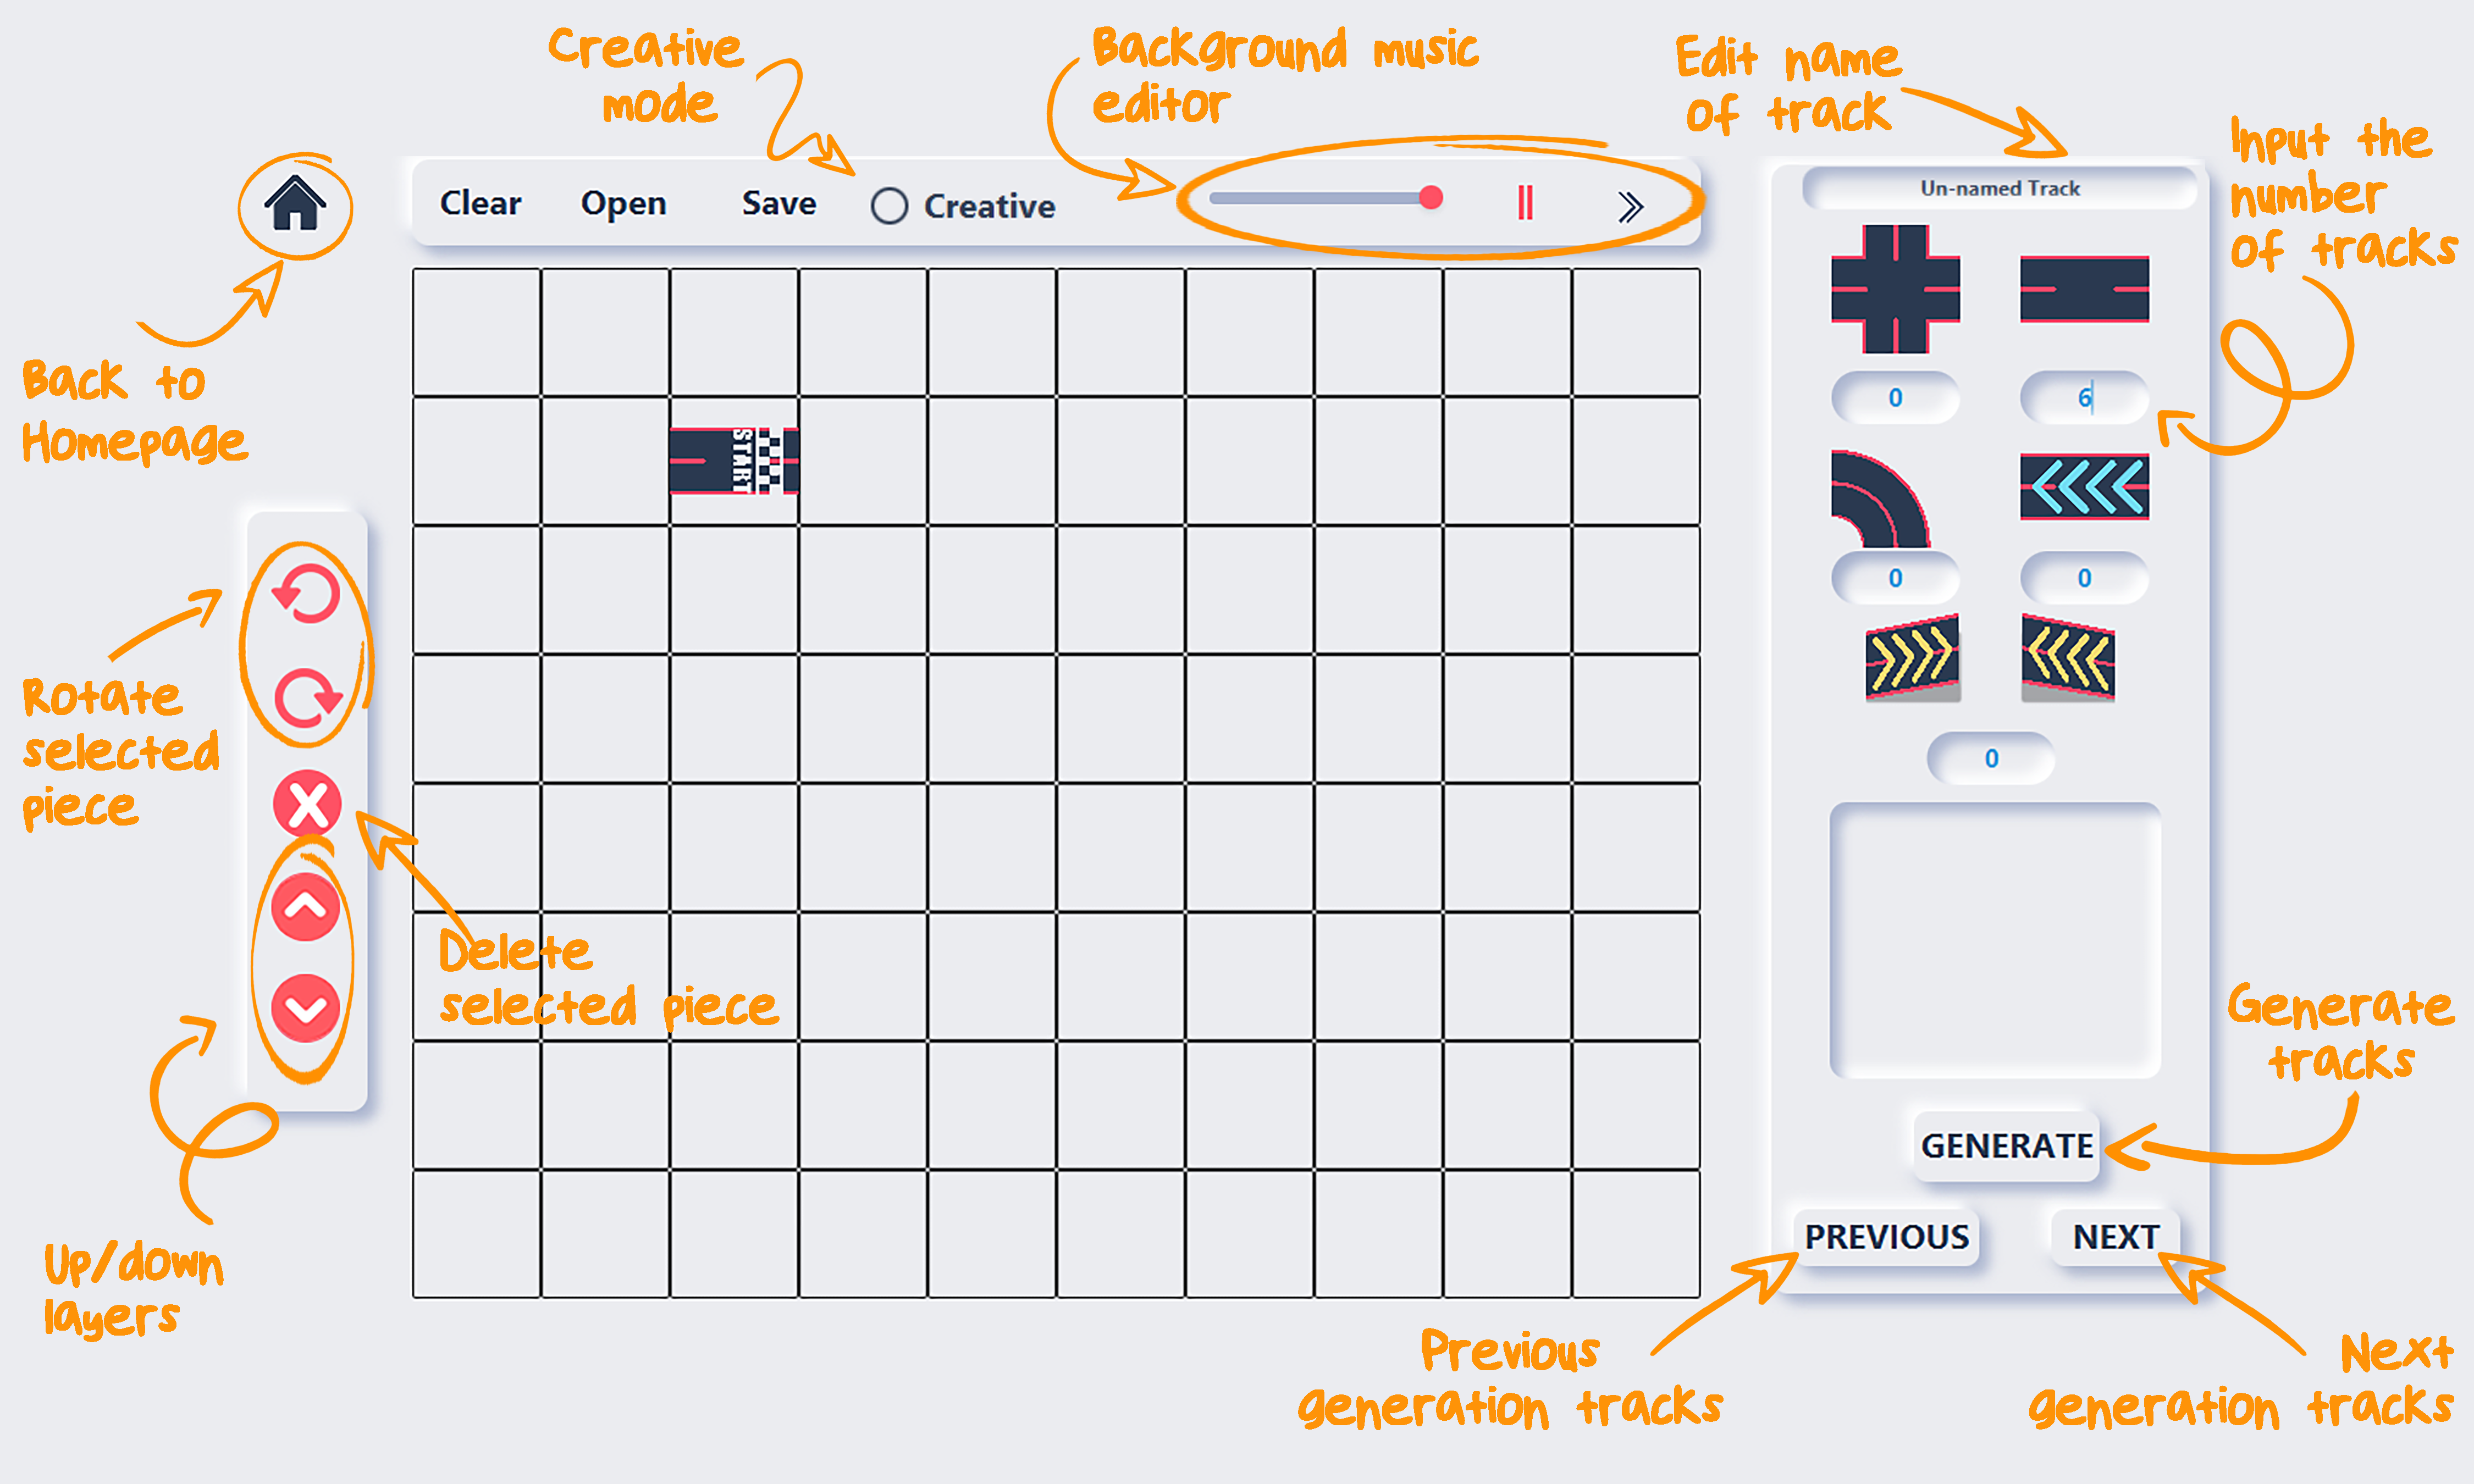 Creative
mode
Background music
editor
Edit name
of track
Input the
number
of tracks
Clear Open Save Creative
Un-named Track
Back to
Homepage
0 6
START
0 0
Rotate
selected
piece
0
Delete
selected piece
Generate
tracks
GENERATE
PREVIOUS NEXT
Up/down
layers
Previous
generation tracks
Next
generation tracks